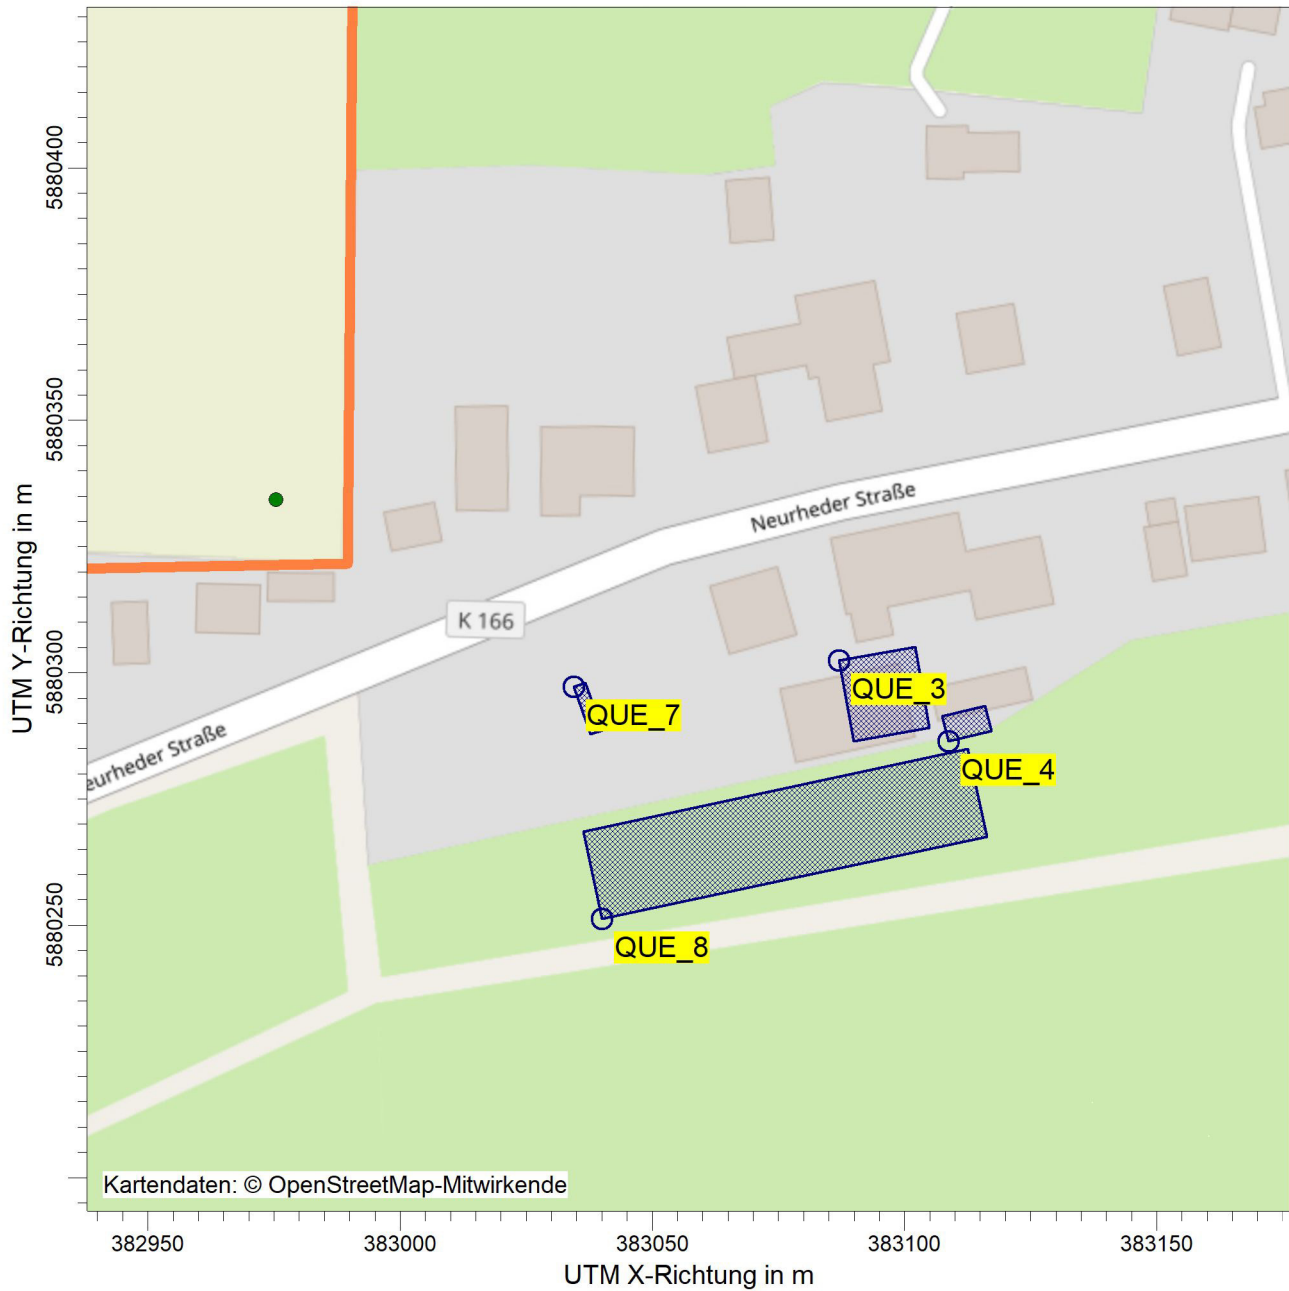 5880400
5880350
5880300
5880250
UTM Y-Richtung in m
Neurheder Straße
K 166
QUE_3
QUE_7
eurheder Straße
QUE_4
QUE_8
Kartendaten: © OpenStreetMap-Mitwirkende
382950 383000 383050 383100 383150
UTM X-Richtung in m